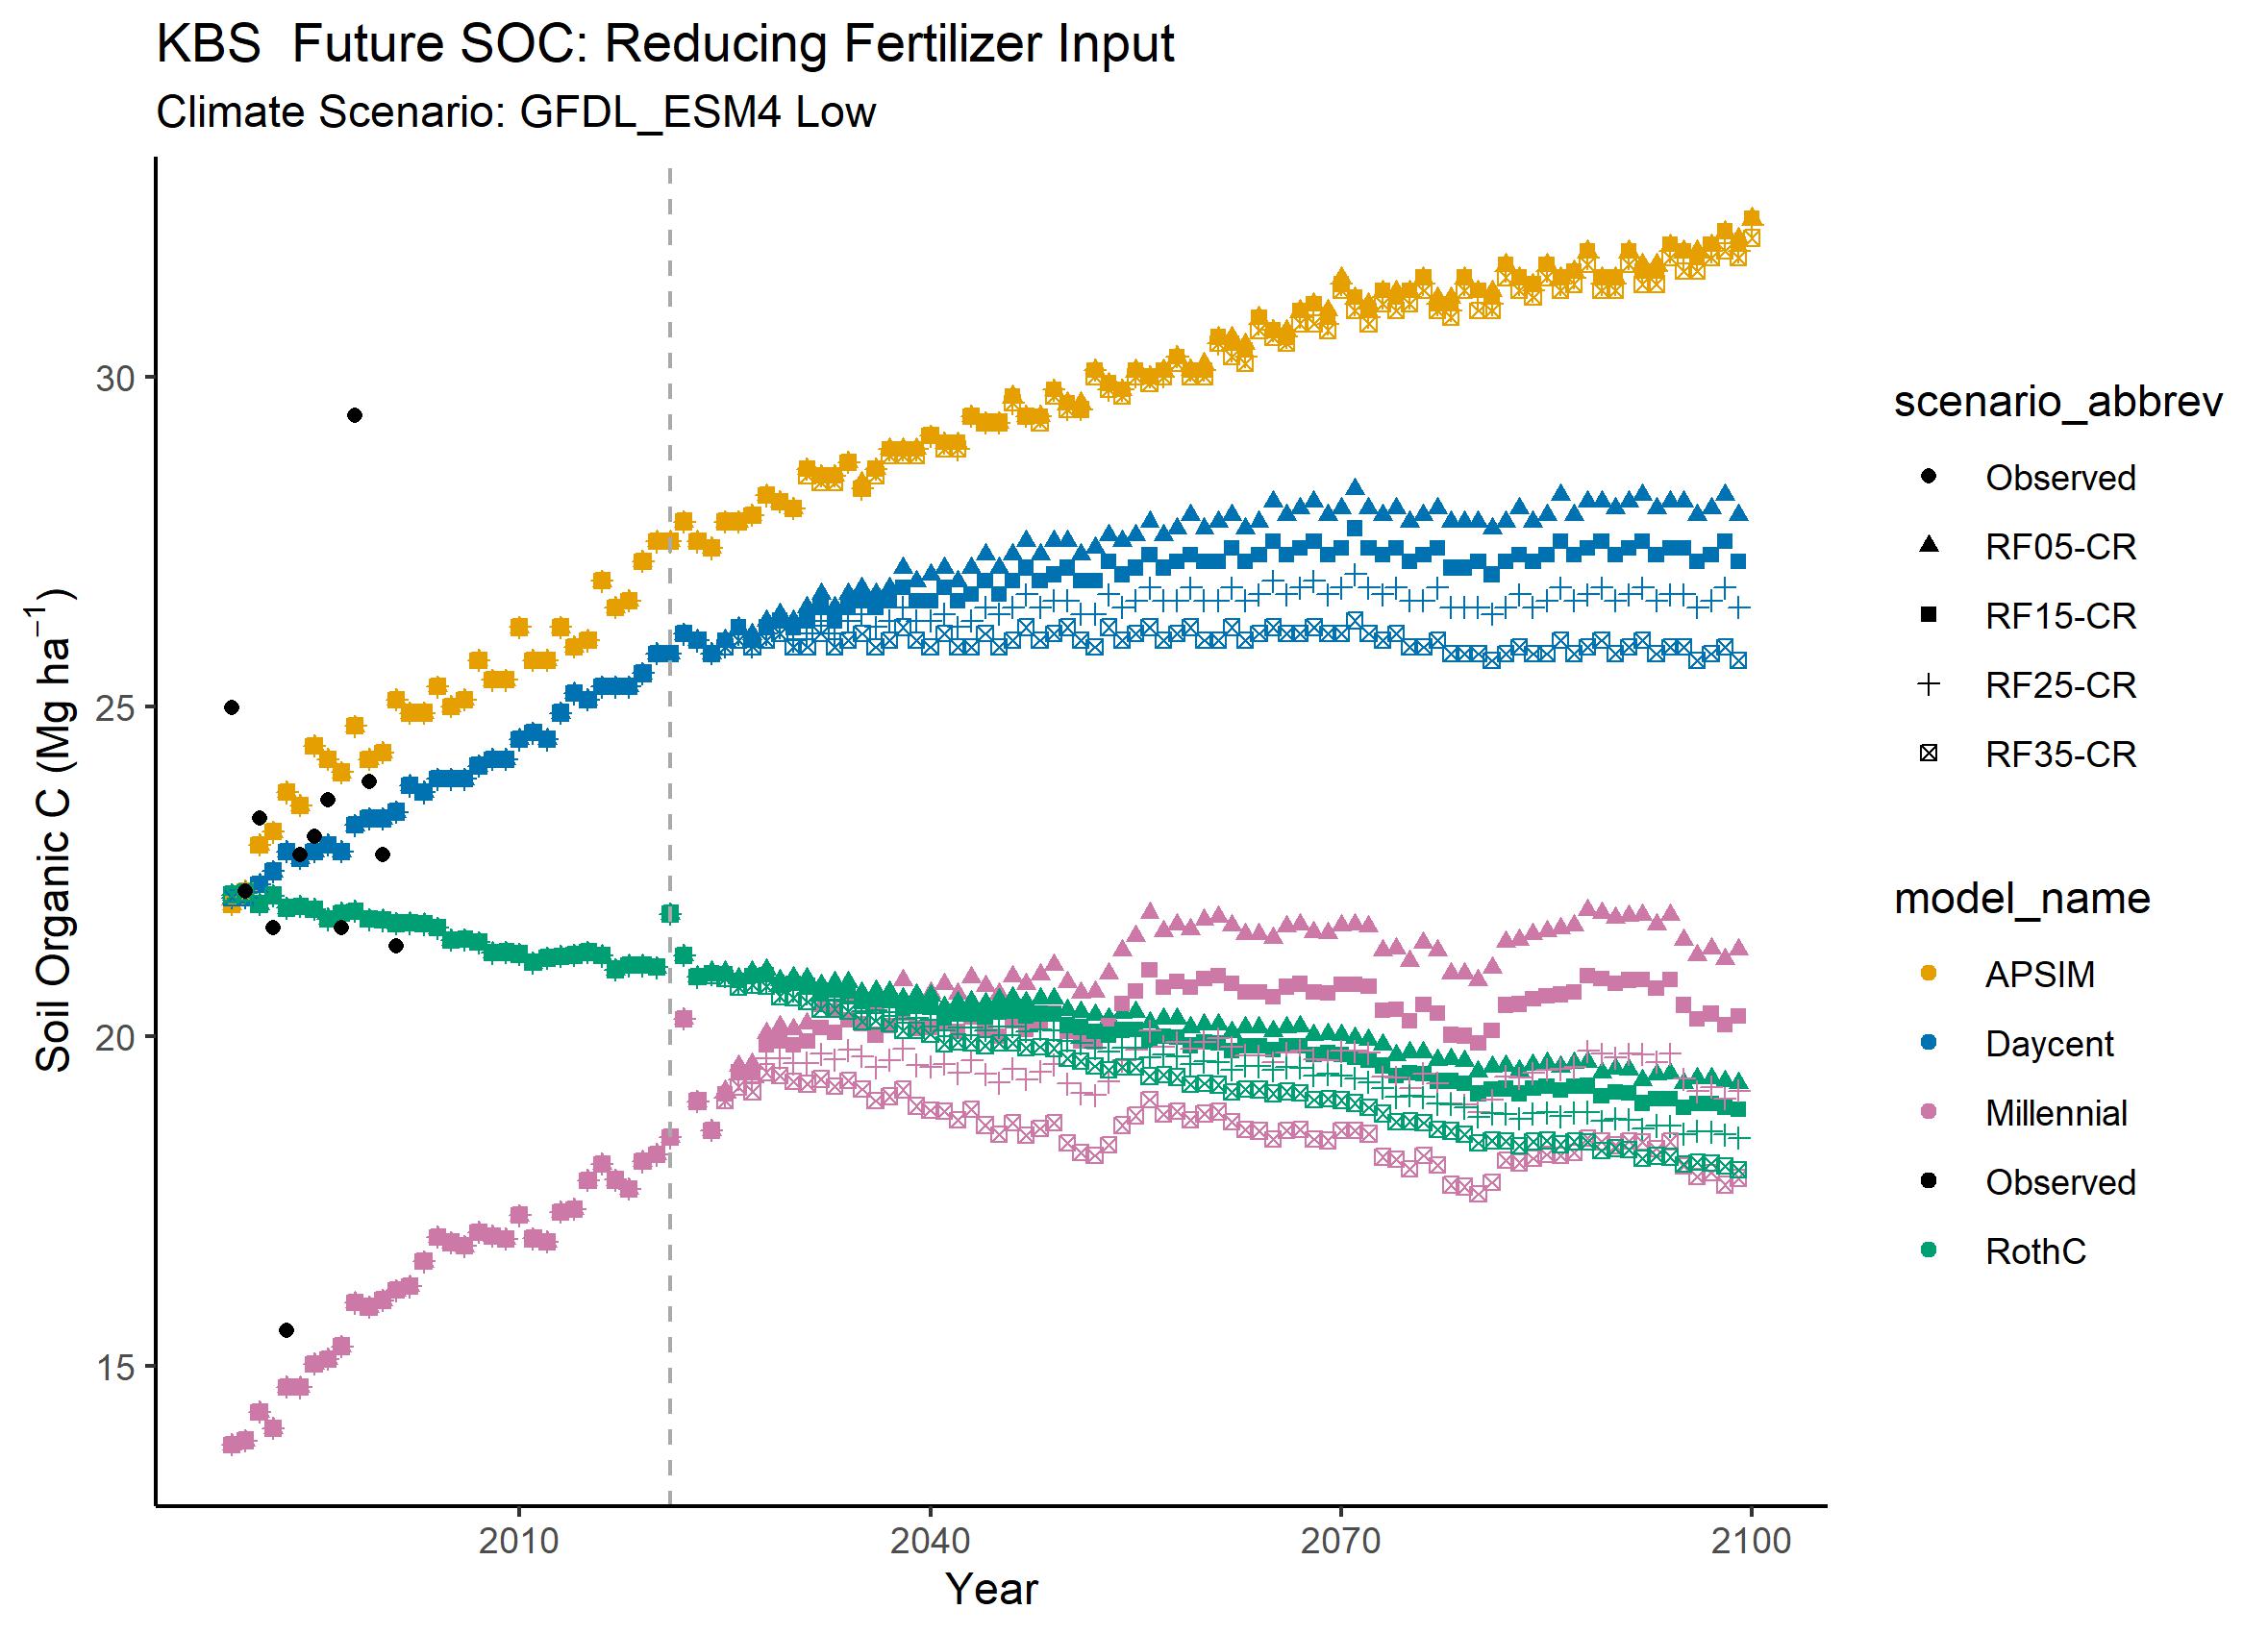 KBS  Future SOC: Reducing Fertilizer Input
Climate Scenario: GFDL_ESM4 Low
Soil Organic C (Mg ha⁻¹)
30
25
20
15
2010
2040
2070
2100
Year
scenario_abbrev
Observed
RF05-CR
RF15-CR
RF25-CR
RF35-CR
model_name
APSIM
Daycent
Millennial
Observed
RothC